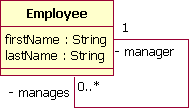 Employee
firstName : String
lastName : String
1
- manager
- manages
0..*